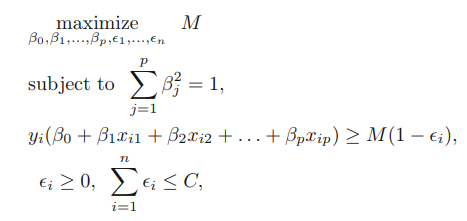 maximize M
β₀,β₁,...,βₚ,ϵ₁,...,ϵₙ
p
subject to ∑ βⱼ² = 1,
j=1
yᵢ(β₀ + β₁xᵢ₁ + β₂xᵢ₂ + ... + βₚxᵢₚ) ≥ M(1 − ϵᵢ),
n
ϵᵢ ≥ 0, ∑ ϵᵢ ≤ C,
i=1